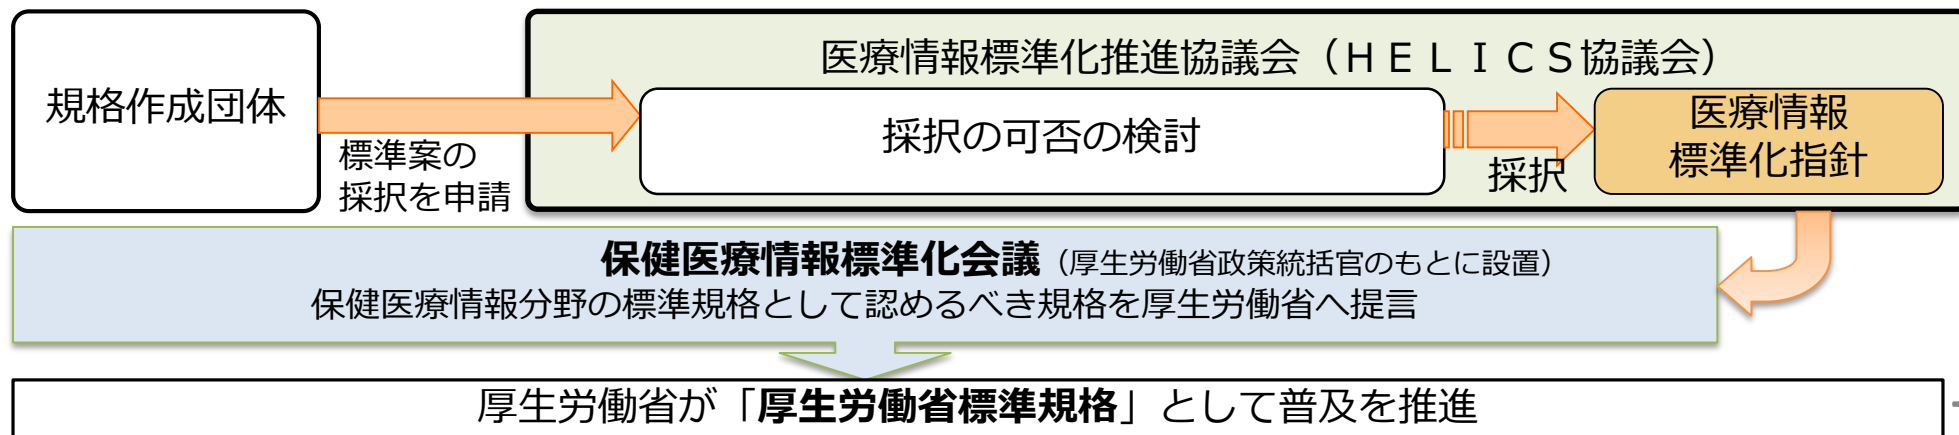 医療情報標準化推進協議会（ＨＥＬＩＣＳ協議会）
規格作成団体
標準案の
採択を申請
採択の可否の検討
採択
医療情報
標準化指針
保健医療情報標準化会議（厚生労働省政策統括官のもとに設置）
保健医療情報分野の標準規格として認めるべき規格を厚生労働省へ提言
厚生労働省が「厚生労働省標準規格」として普及を推進